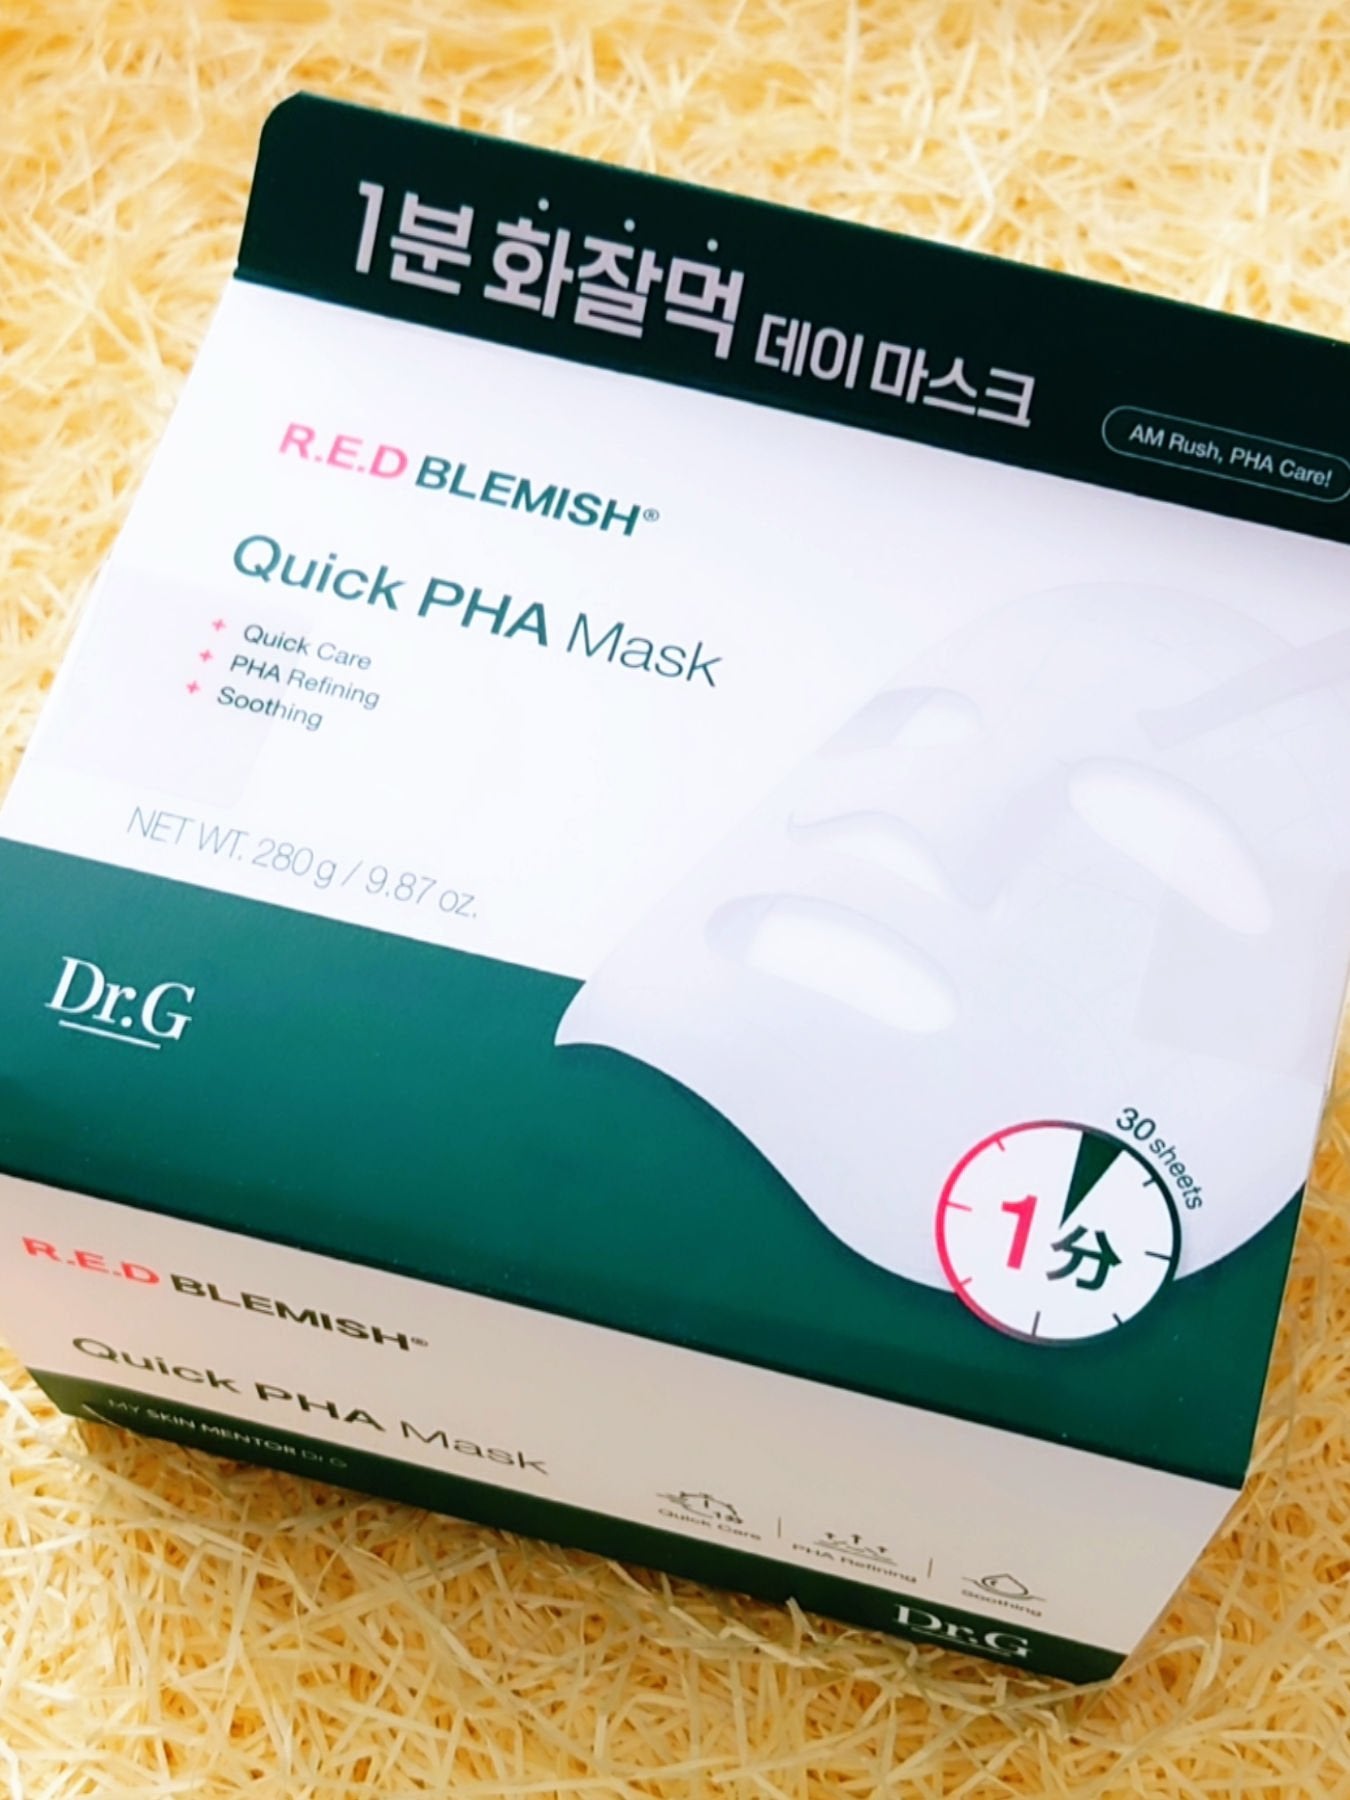 1분 화잘먹 데이 마스크
AM Rush, PHA Care!
R.E.D BLEMISH®
Quick PHA Mask
+ Quick Care
+ PHA Refining
+ Soothing
NET WT. 280 g / 9.87 oz.
Dr.G
30 sheets
1分
R.E.D BLEMISH®
Quick PHA Mask
MY SKIN MENTOR Dr.G
Quick Care
PHA Refining
Soothing
Dr.G